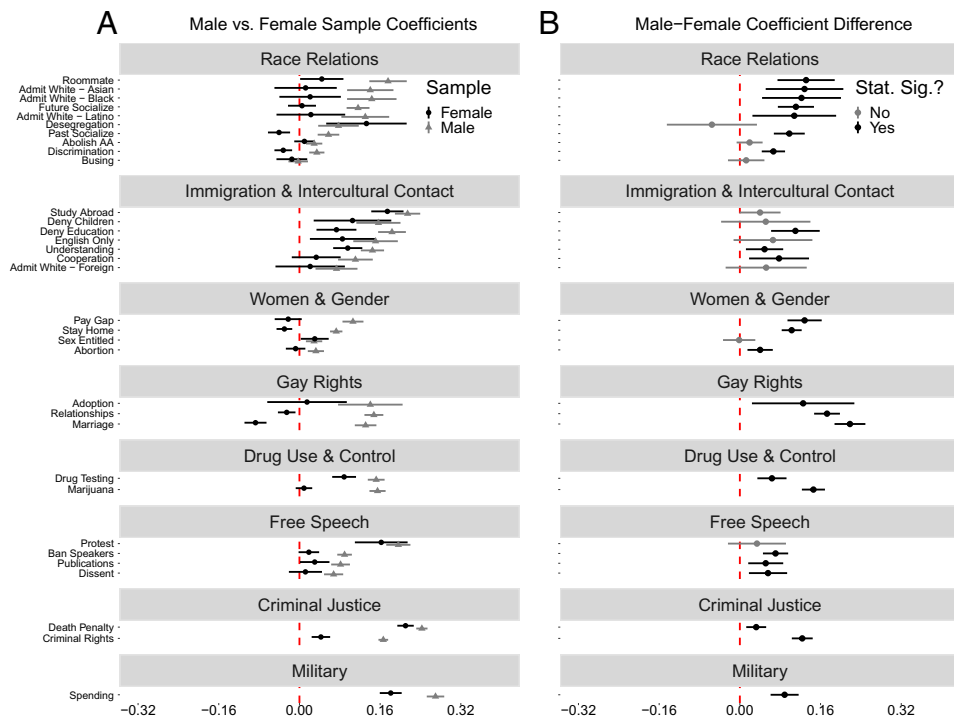 A Male vs. Female Sample Coefficients
Race Relations
Roommate
Admit White − Asian
Admit White − Black
Future Socialize
Admit White − Latino
Desegregation
Past Socialize
Abolish AA
Discrimination
Busing
Sample
Female
Male
Immigration & Intercultural Contact
Study Abroad
Deny Children
Deny Education
English Only
Understanding
Cooperation
Admit White − Foreign
Women & Gender
Pay Gap
Stay Home
Sex Entitled
Abortion
Gay Rights
Adoption
Relationships
Marriage
Drug Use & Control
Drug Testing
Marijuana
Free Speech
Protest
Ban Speakers
Publications
Dissent
Criminal Justice
Death Penalty
Criminal Rights
Military
Spending
−0.32 −0.16 0.00 0.16 0.32
B Male−Female Coefficient Difference
Race Relations
Stat. Sig.?
No
Yes
Immigration & Intercultural Contact
Women & Gender
Gay Rights
Drug Use & Control
Free Speech
Criminal Justice
Military
−0.32 −0.16 0.00 0.16 0.32